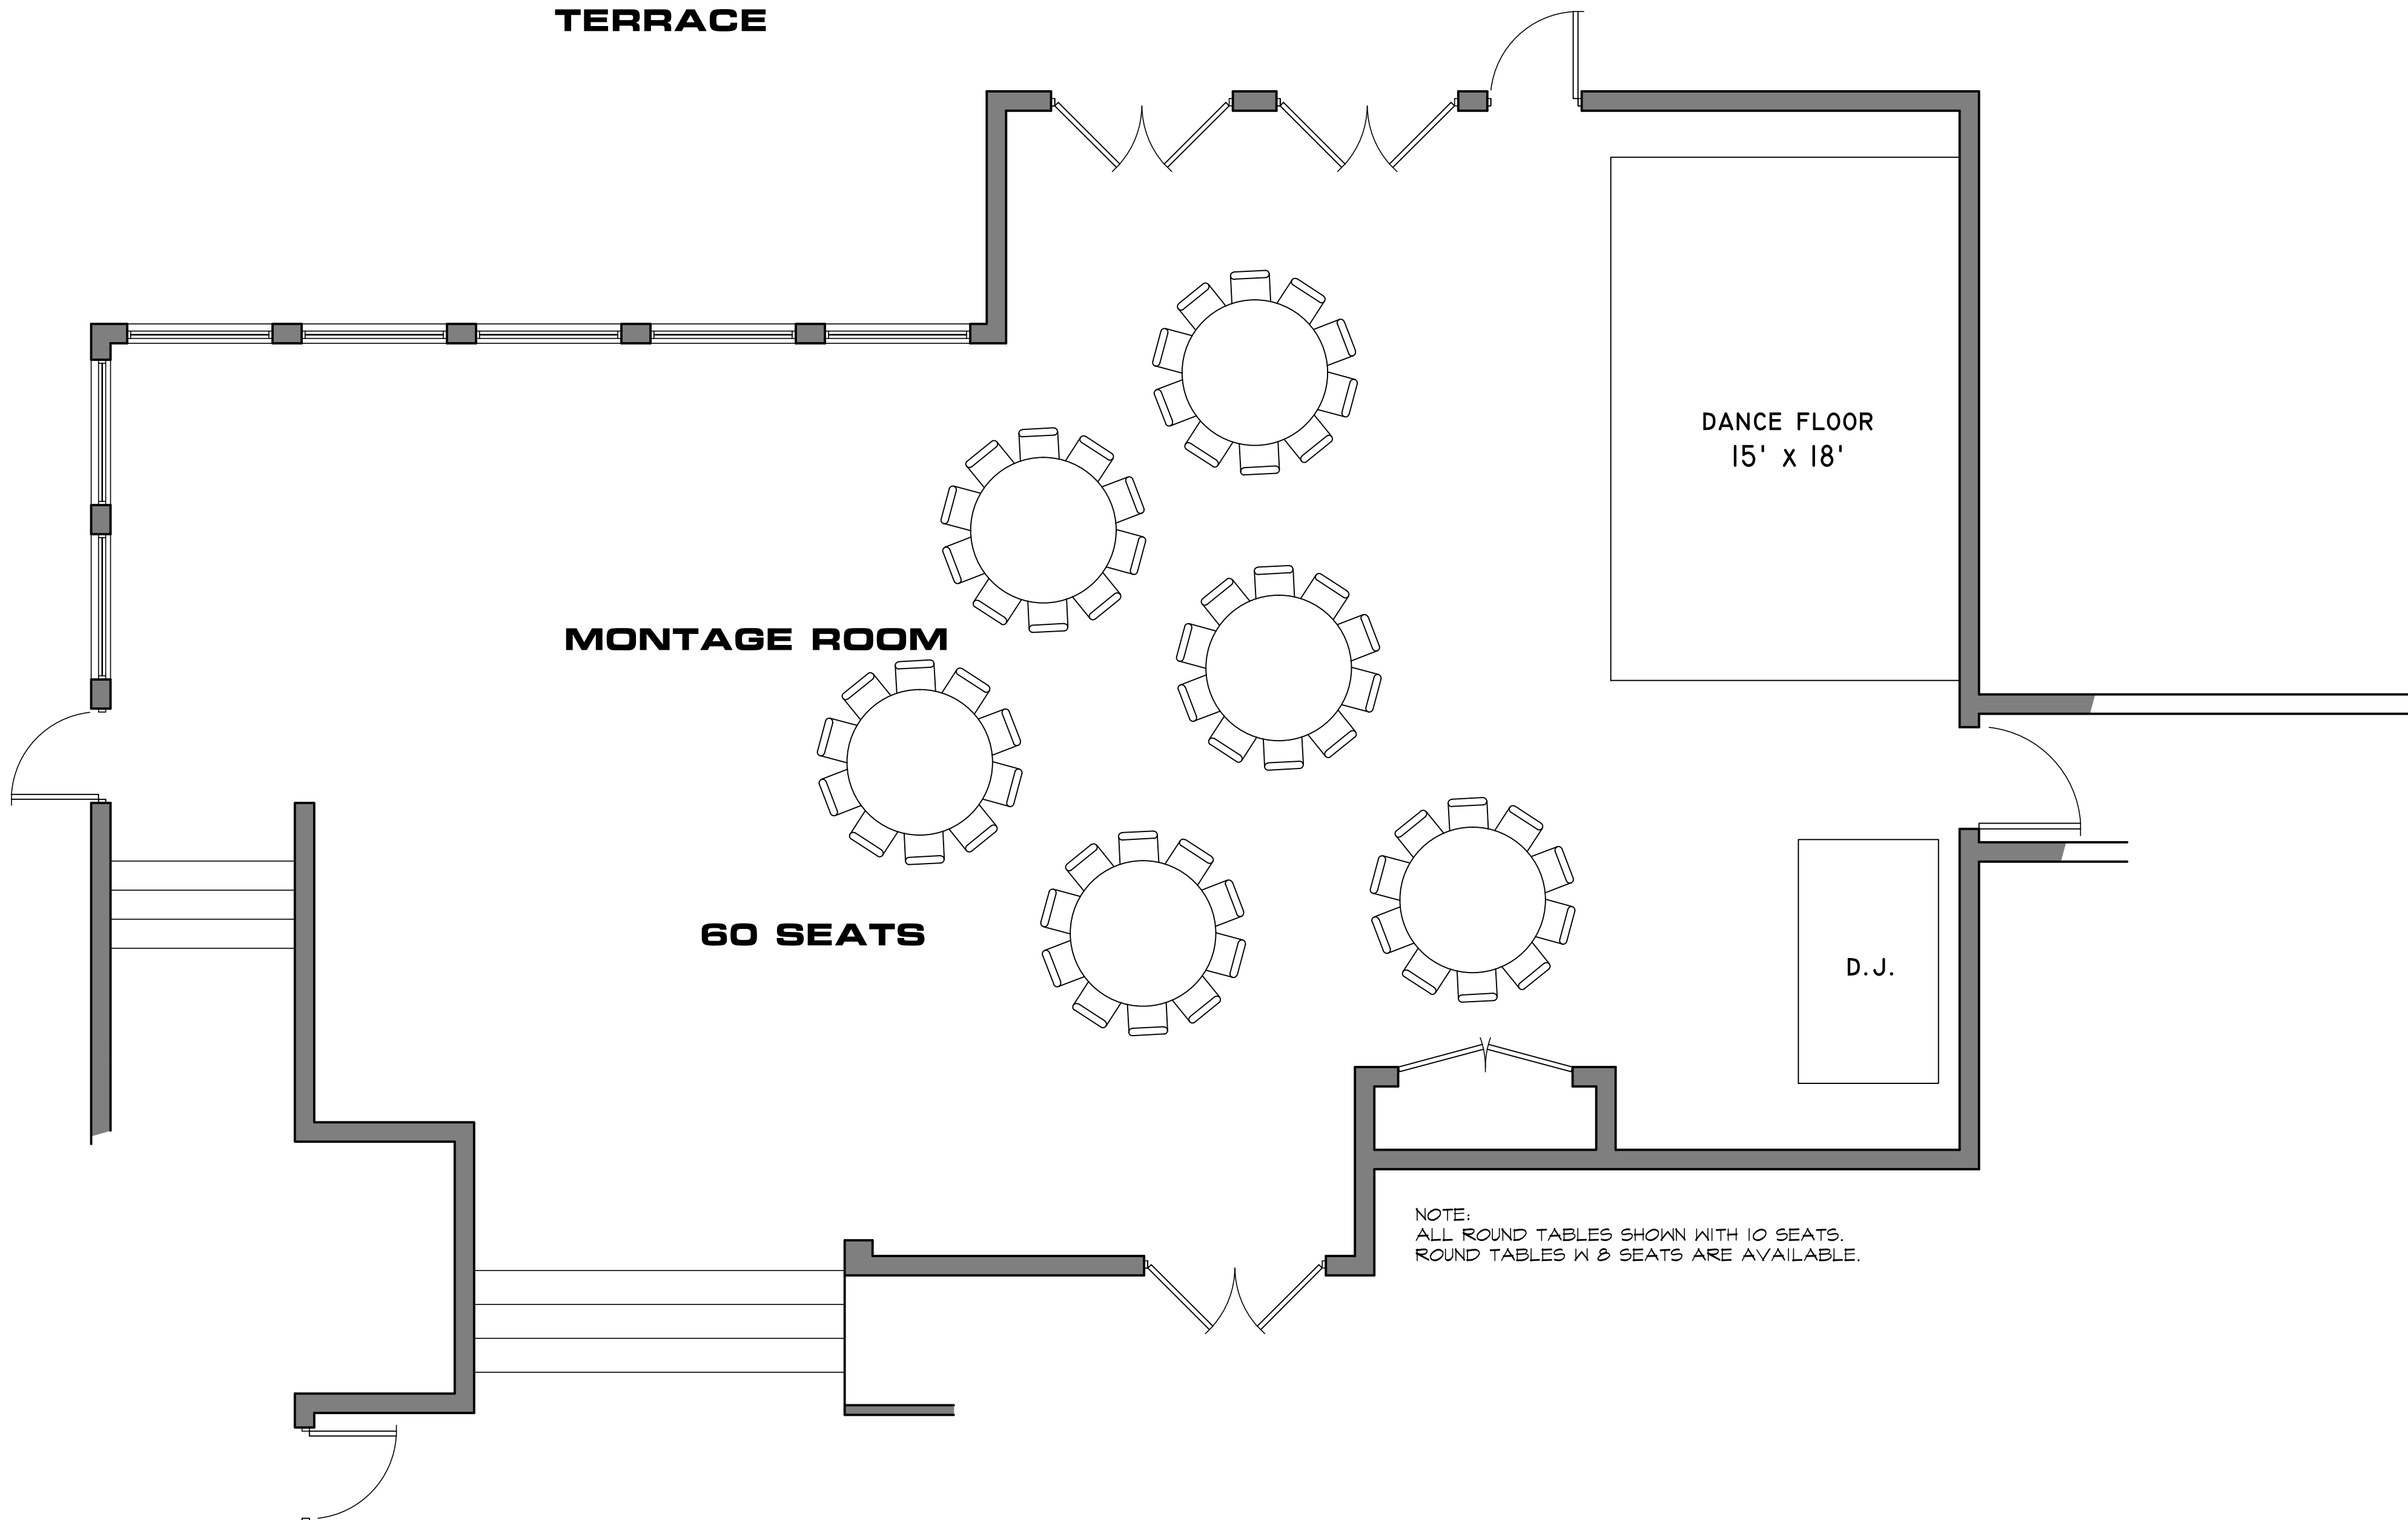 TERRACE
DANCE FLOOR
15' x 18'
MONTAGE ROOM
60 SEATS
D.J.
NOTE:
ALL ROUND TABLES SHOWN WITH 10 SEATS.
ROUND TABLES W 8 SEATS ARE AVAILABLE.